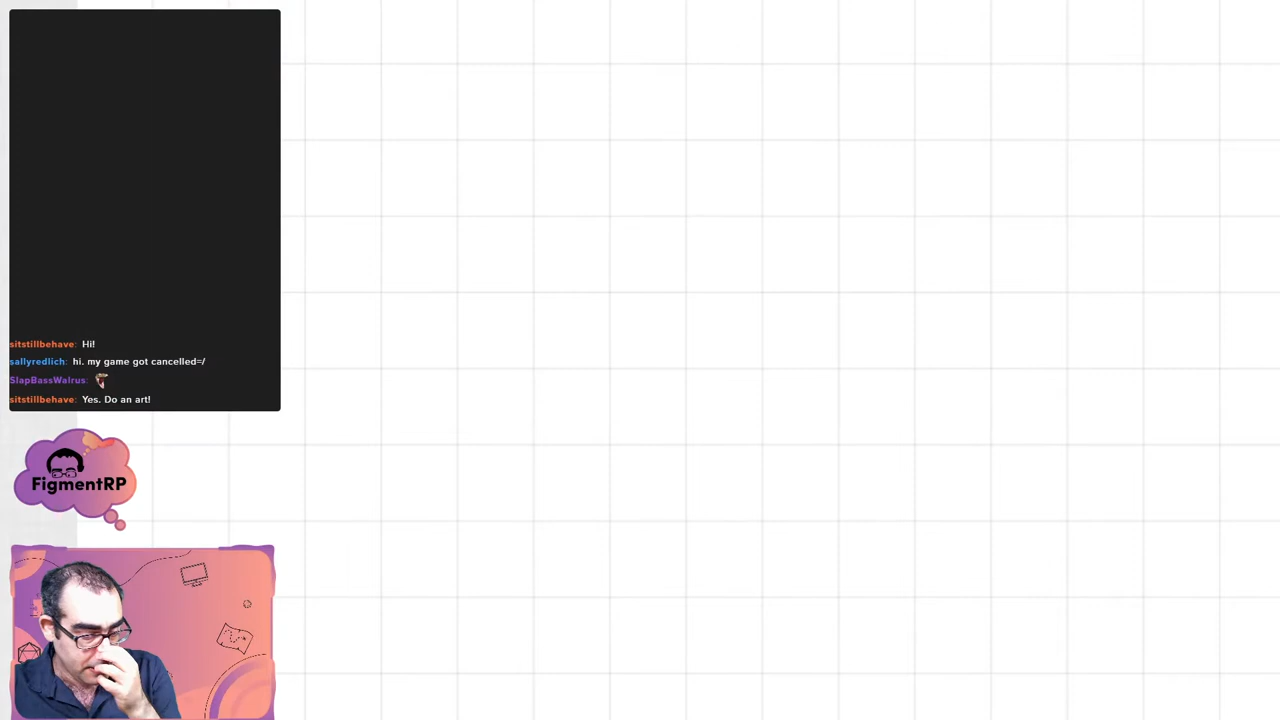 sitstillbehave: Hi!
sallyredlich: hi. my game got cancelled=/
SlapBassWalrus:
sitstillbehave: Yes. Do an art!
FigmentRP